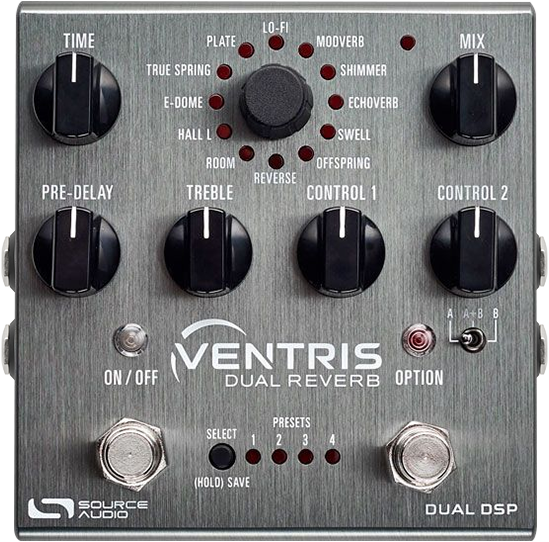 LO-FI
TIME
PLATE
MODVERB
MIX
TRUE SPRING
SHIMMER
E-DOME
ECHOVERB
HALL L
SWELL
ROOM
OFFSPRING
REVERSE
PRE-DELAY
TREBLE
CONTROL 1
CONTROL 2
A A+B B
VENTRIS
DUAL REVERB
ON / OFF
OPTION
PRESETS
SELECT
1 2 3 4
(HOLD) SAVE
SOURCE
AUDIO
DUAL DSP